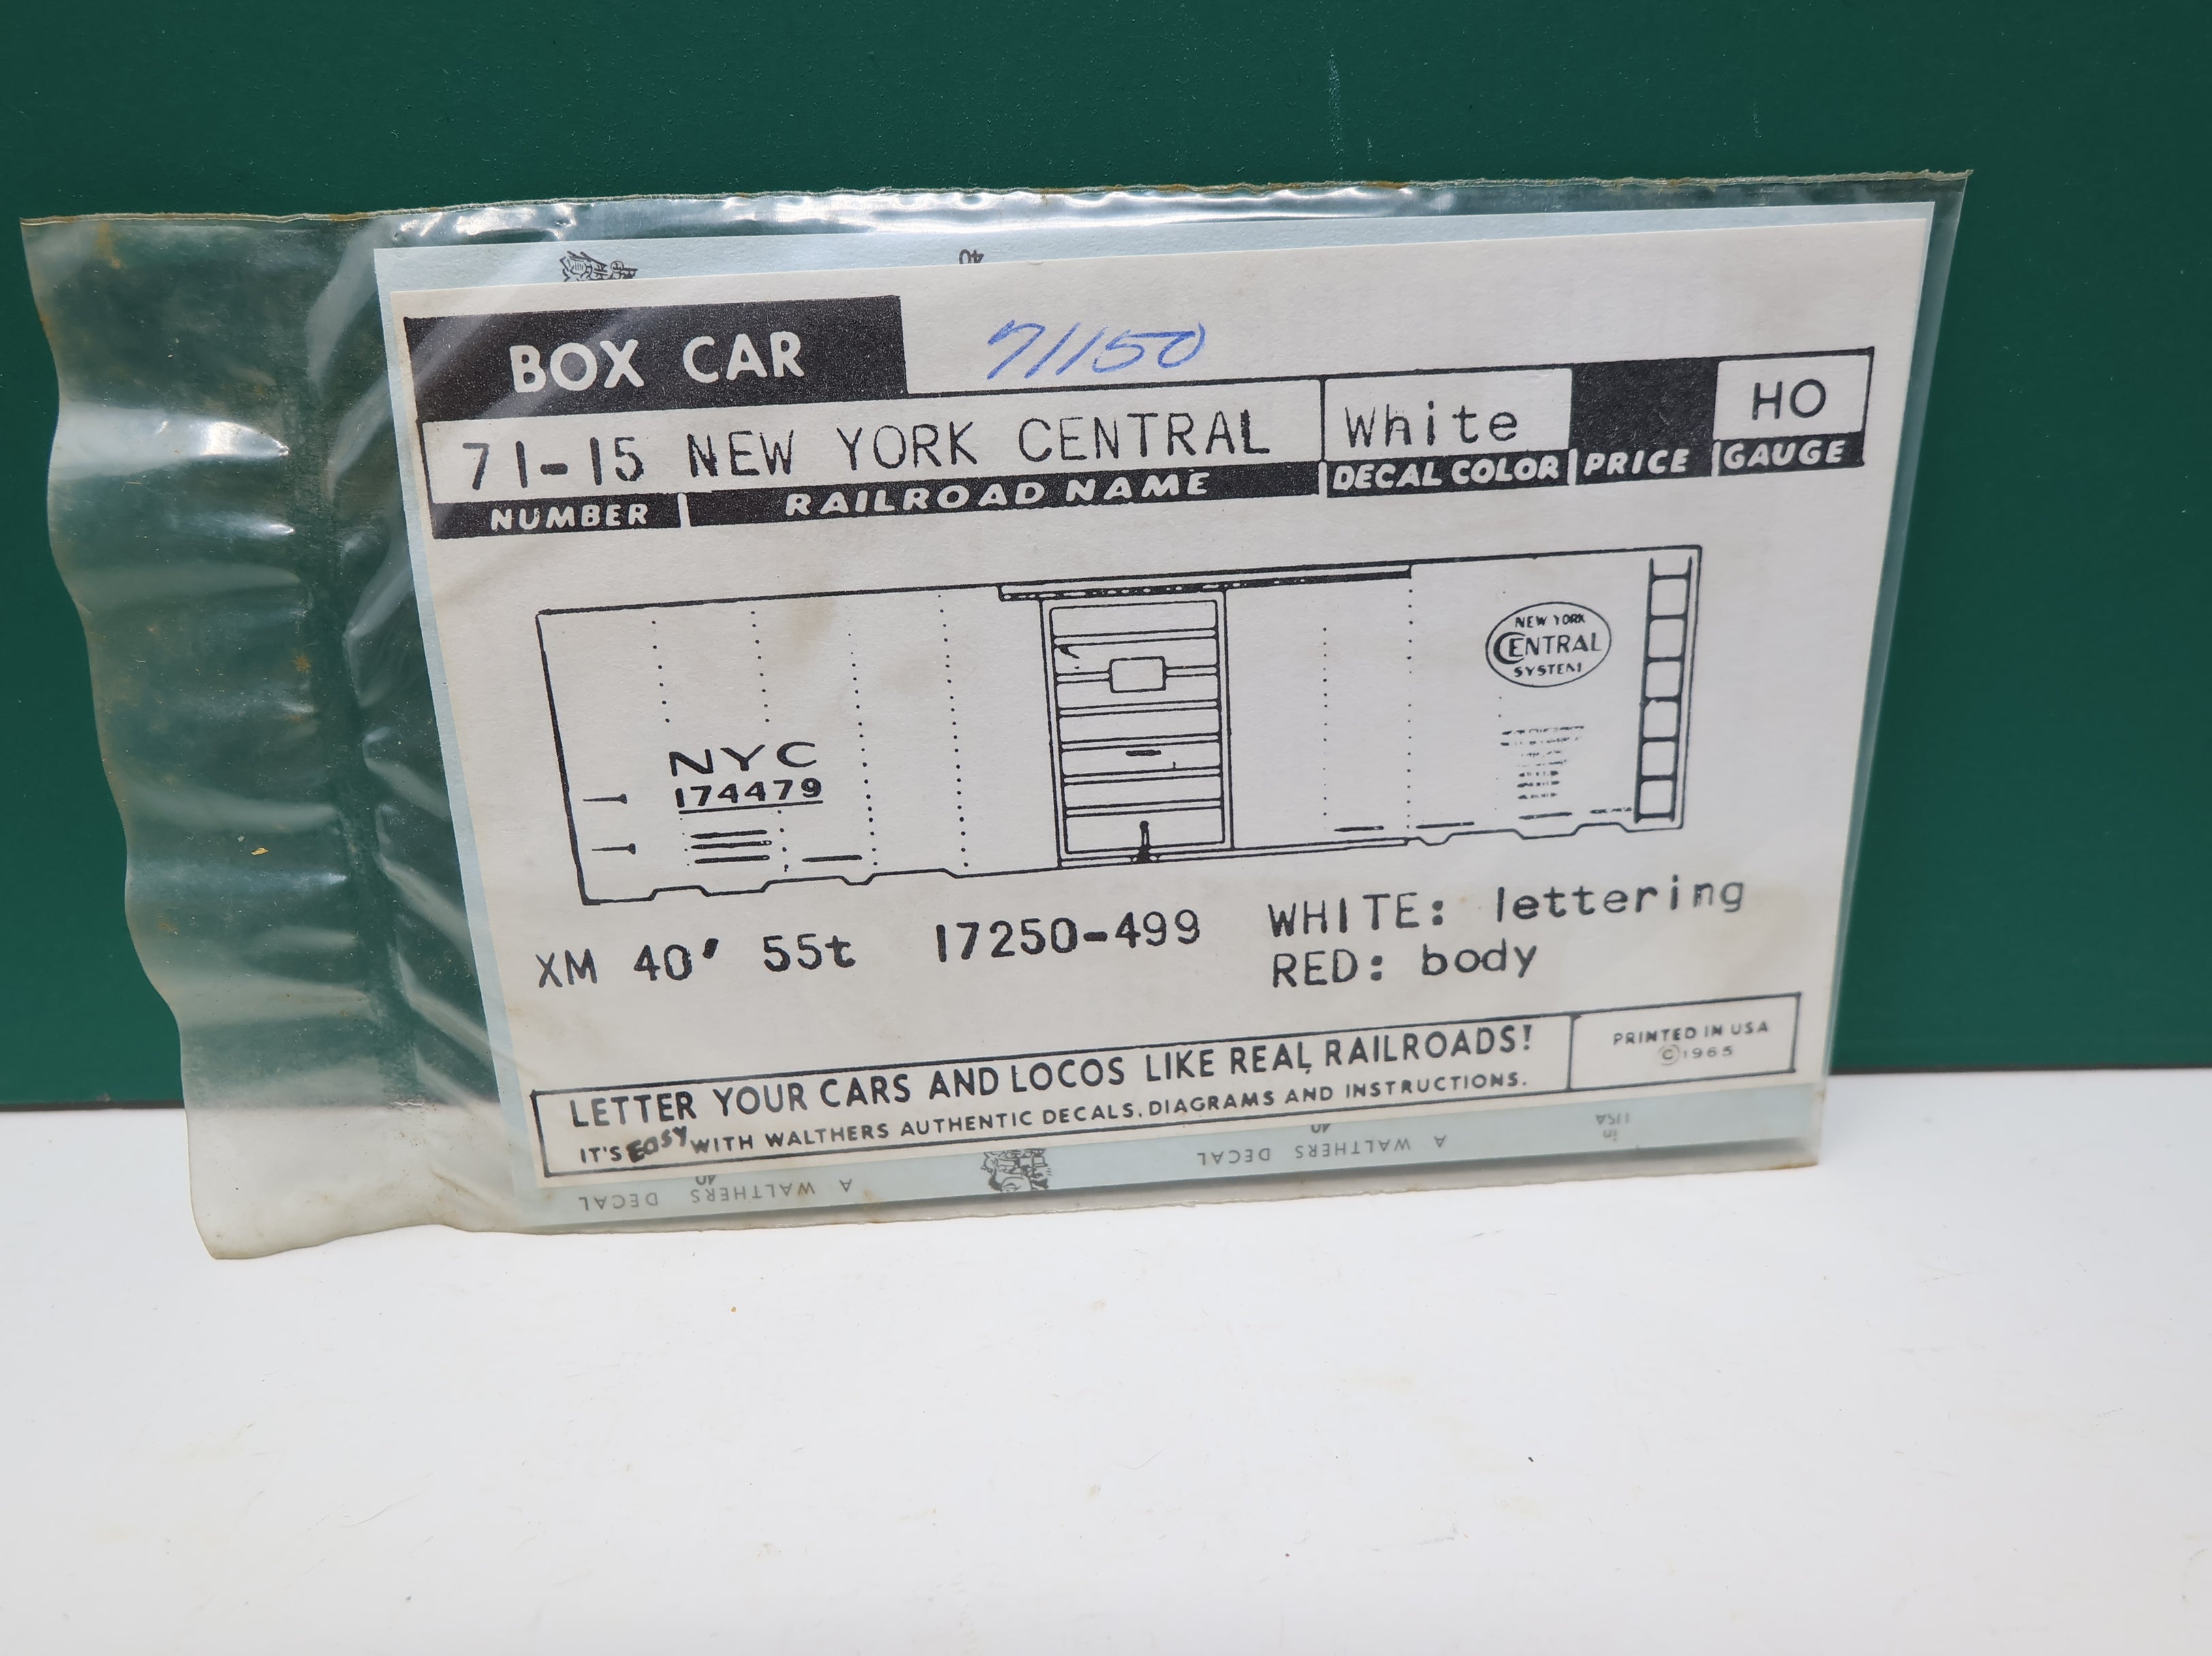 40
BOX CAR
71150
71-15 NEW YORK CENTRAL White HO
NUMBER RAILROAD NAME DECAL COLOR PRICE GAUGE
NEW YORK
CENTRAL
SYSTEM
NYC
174479
XM 40' 55t 17250-499 WHITE: lettering
RED: body
LETTER YOUR CARS AND LOCOS LIKE REAL RAILROADS!
IT'S EASY WITH WALTHERS AUTHENTIC DECALS, DIAGRAMS AND INSTRUCTIONS.
PRINTED IN USA
©1965
A WALTHERS DECAL
A WALTHERS DECAL
in
USA